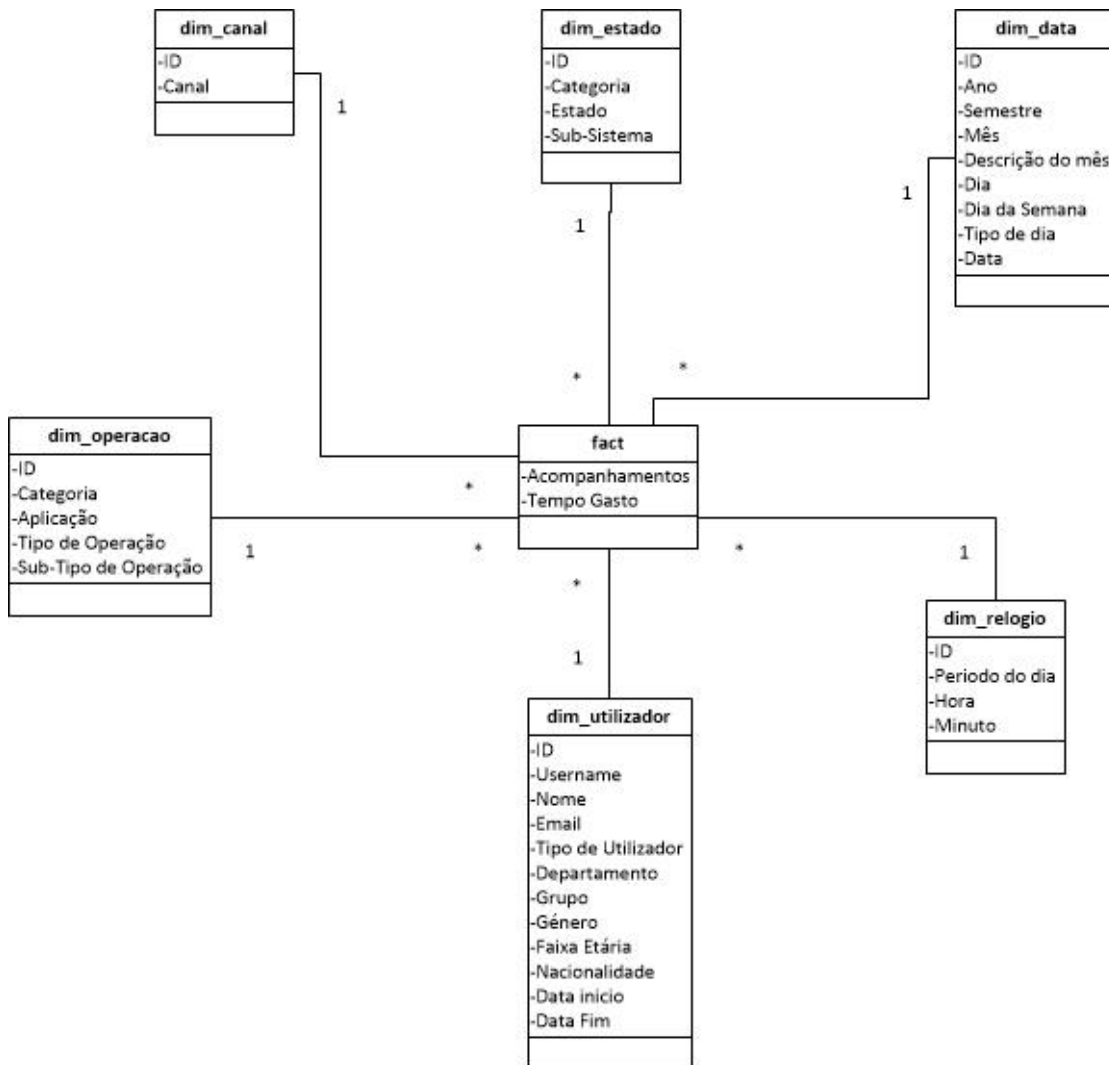 dim_canal
-ID
-Canal
1
dim_estado
-ID
-Categoria
-Estado
-Sub-Sistema
1
*
dim_data
-ID
-Ano
-Semestre
-Mês
-Descrição do mês
-Dia
-Dia da Semana
-Tipo de dia
-Data
1
*
dim_operacao
-ID
-Categoria
-Aplicação
-Tipo de Operação
-Sub-Tipo de Operação
1
*
*
fact
-Acompanhamentos
-Tempo Gasto
*
1
*
1
dim_relogio
-ID
-Periodo do dia
-Hora
-Minuto
dim_utilizador
-ID
-Username
-Nome
-Email
-Tipo de Utilizador
-Departamento
-Grupo
-Género
-Faixa Etária
-Nacionalidade
-Data inicio
-Data Fim